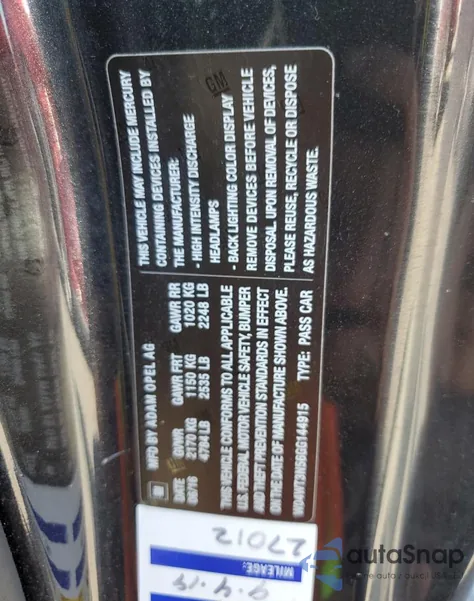 MFD BY ADAM OPEL AG
DATE GVWR GAWR FRT GAWR RR
2170 KG 1150 KG 1020 KG
4784 LB 2535 LB 2248 LB
THIS VEHICLE CONFORMS TO ALL APPLICABLE
U.S. FEDERAL MOTOR VEHICLE SAFETY, BUMPER
AND THEFT PREVENTION STANDARDS IN EFFECT
ON THE DATE OF MANUFACTURE SHOWN ABOVE.
TYPE: PASS CAR
GM
THIS VEHICLE MAY INCLUDE MERCURY
CONTAINING DEVICES INSTALLED BY
THE MANUFACTURER:
- HIGH INTENSITY DISCHARGE
HEADLAMPS
- BACK LIGHTING COLOR DISPLAY
REMOVE DEVICES BEFORE VEHICLE
DISPOSAL. UPON REMOVAL OF DEVICES,
PLEASE REUSE, RECYCLE OR DISPOSE
AS HAZARDOUS WASTE.
27012
MILEAGE:
9.4.19
autoSnap